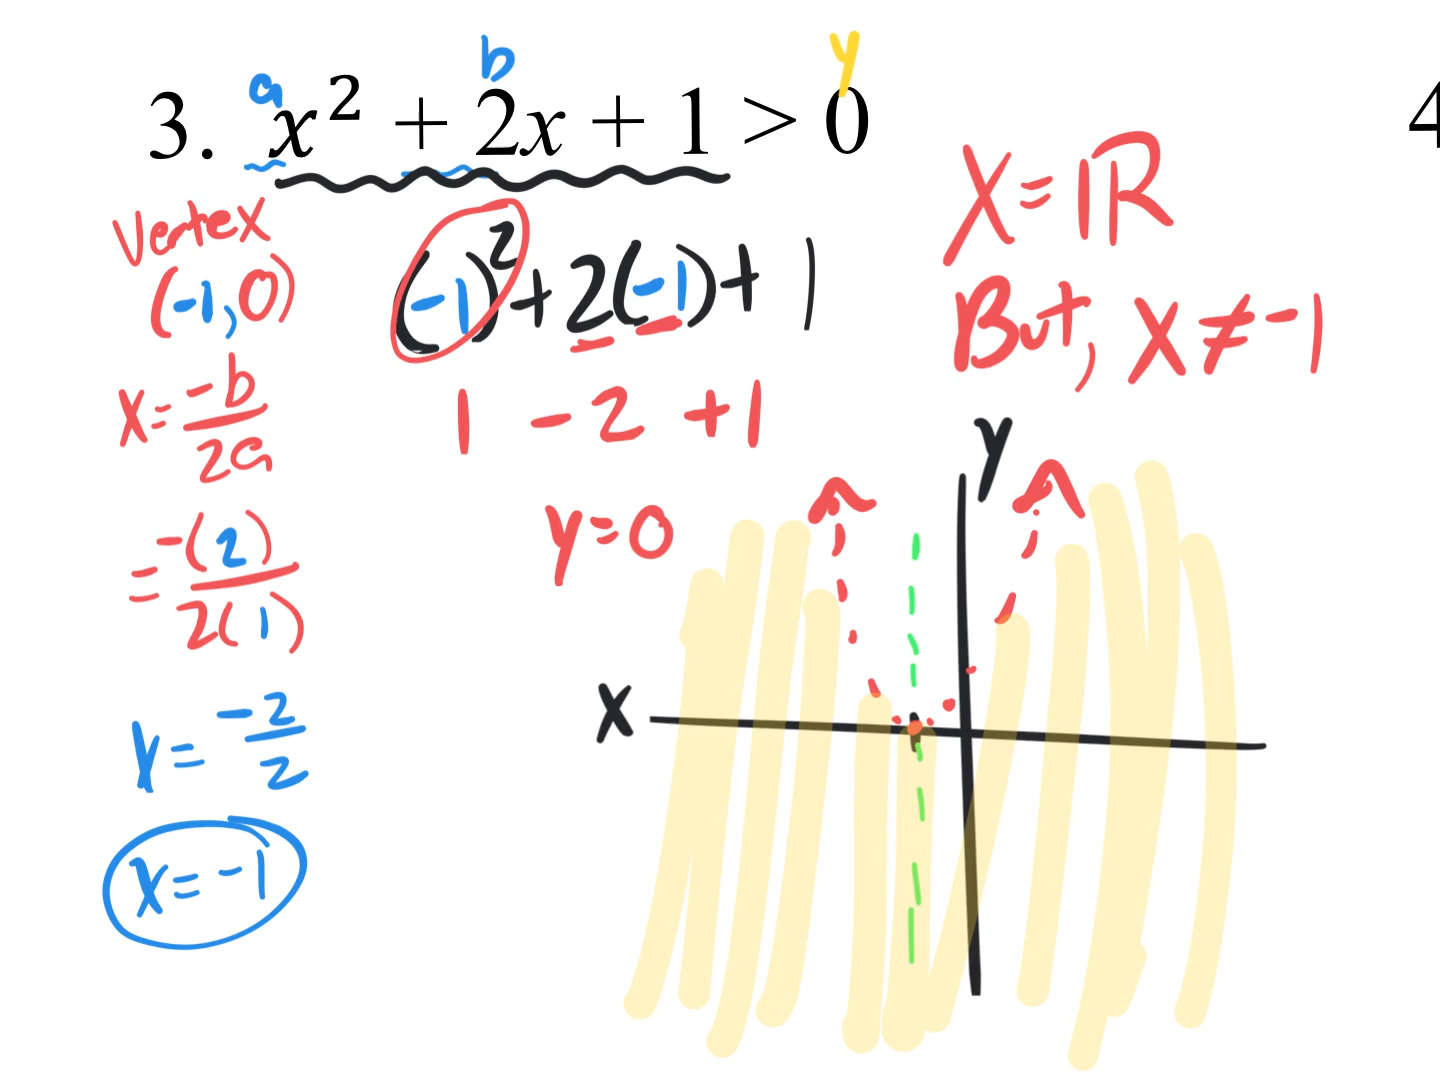 a b y
3. x² + 2x + 1 > 0
4
Vertex
(-1, 0)
x = -b/2a
= -(2)/2(1)
x = -2/2
x = -1
(-1)² + 2(-1) + 1
1 - 2 + 1
y = 0
X = ℝ
But, X ≠ -1
y
x